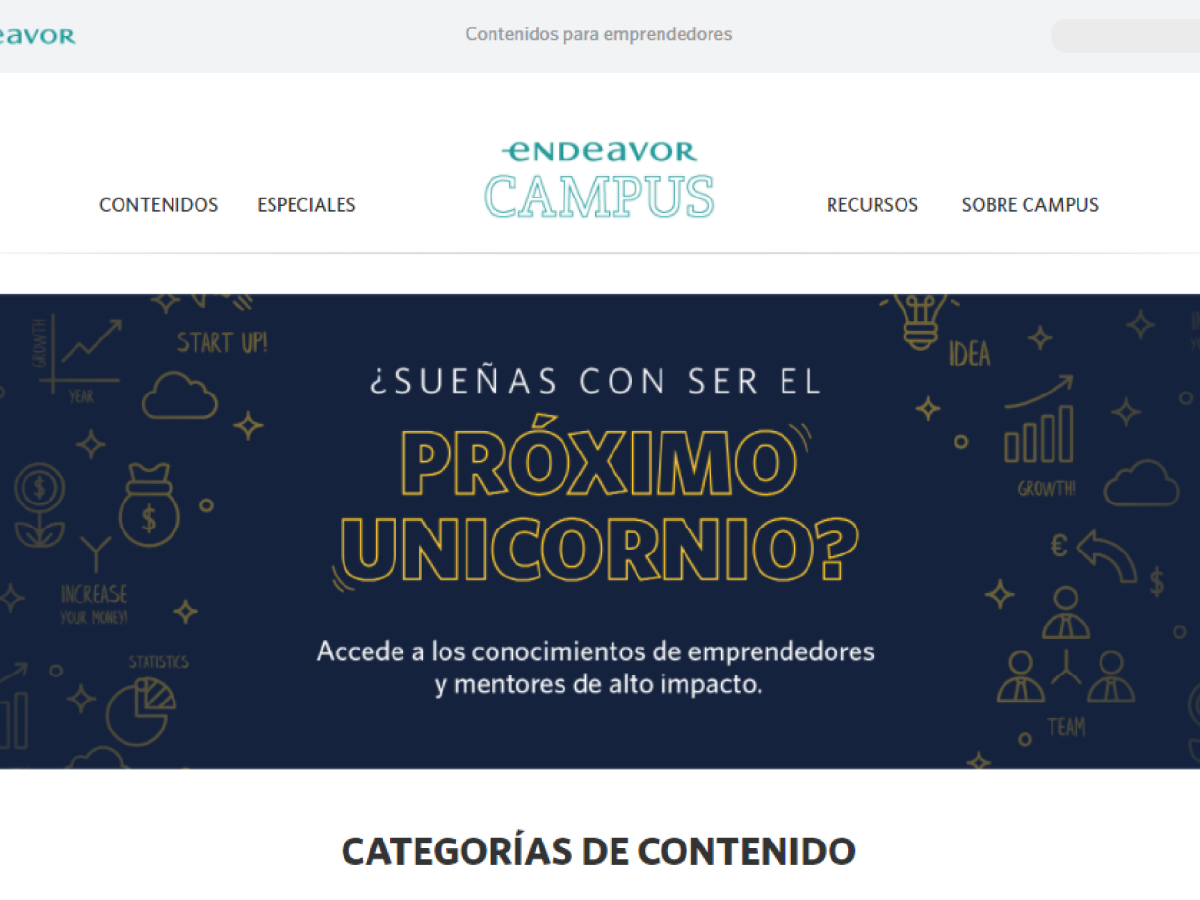 eavor
Contenidos para emprendedores
enDeavor
CAMPUS
CONTENIDOS
ESPECIALES
RECURSOS
SOBRE CAMPUS
GROWTH
YEAR
START UP!
IDEA
¿SUEÑAS CON SER EL
PRÓXIMO
UNICORNIO?
Accede a los conocimientos de emprendedores
y mentores de alto impacto.
$
$
INCREASE
YOUR MONEY!
STATISTICS
GROWTH!
€
$
TEAM
CATEGORÍAS DE CONTENIDO